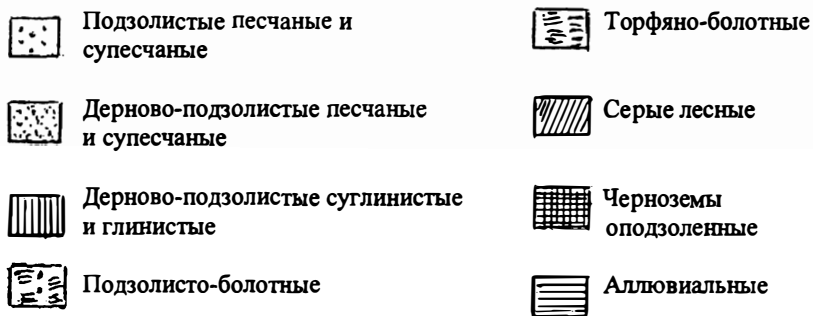 Подзолистые песчаные и
супесчаные
Дерново-подзолистые песчаные
и супесчаные
Дерново-подзолистые суглинистые
и глинистые
Подзолисто-болотные
Торфяно-болотные
Серые лесные
Черноземы
оподзоленные
Аллювиальные